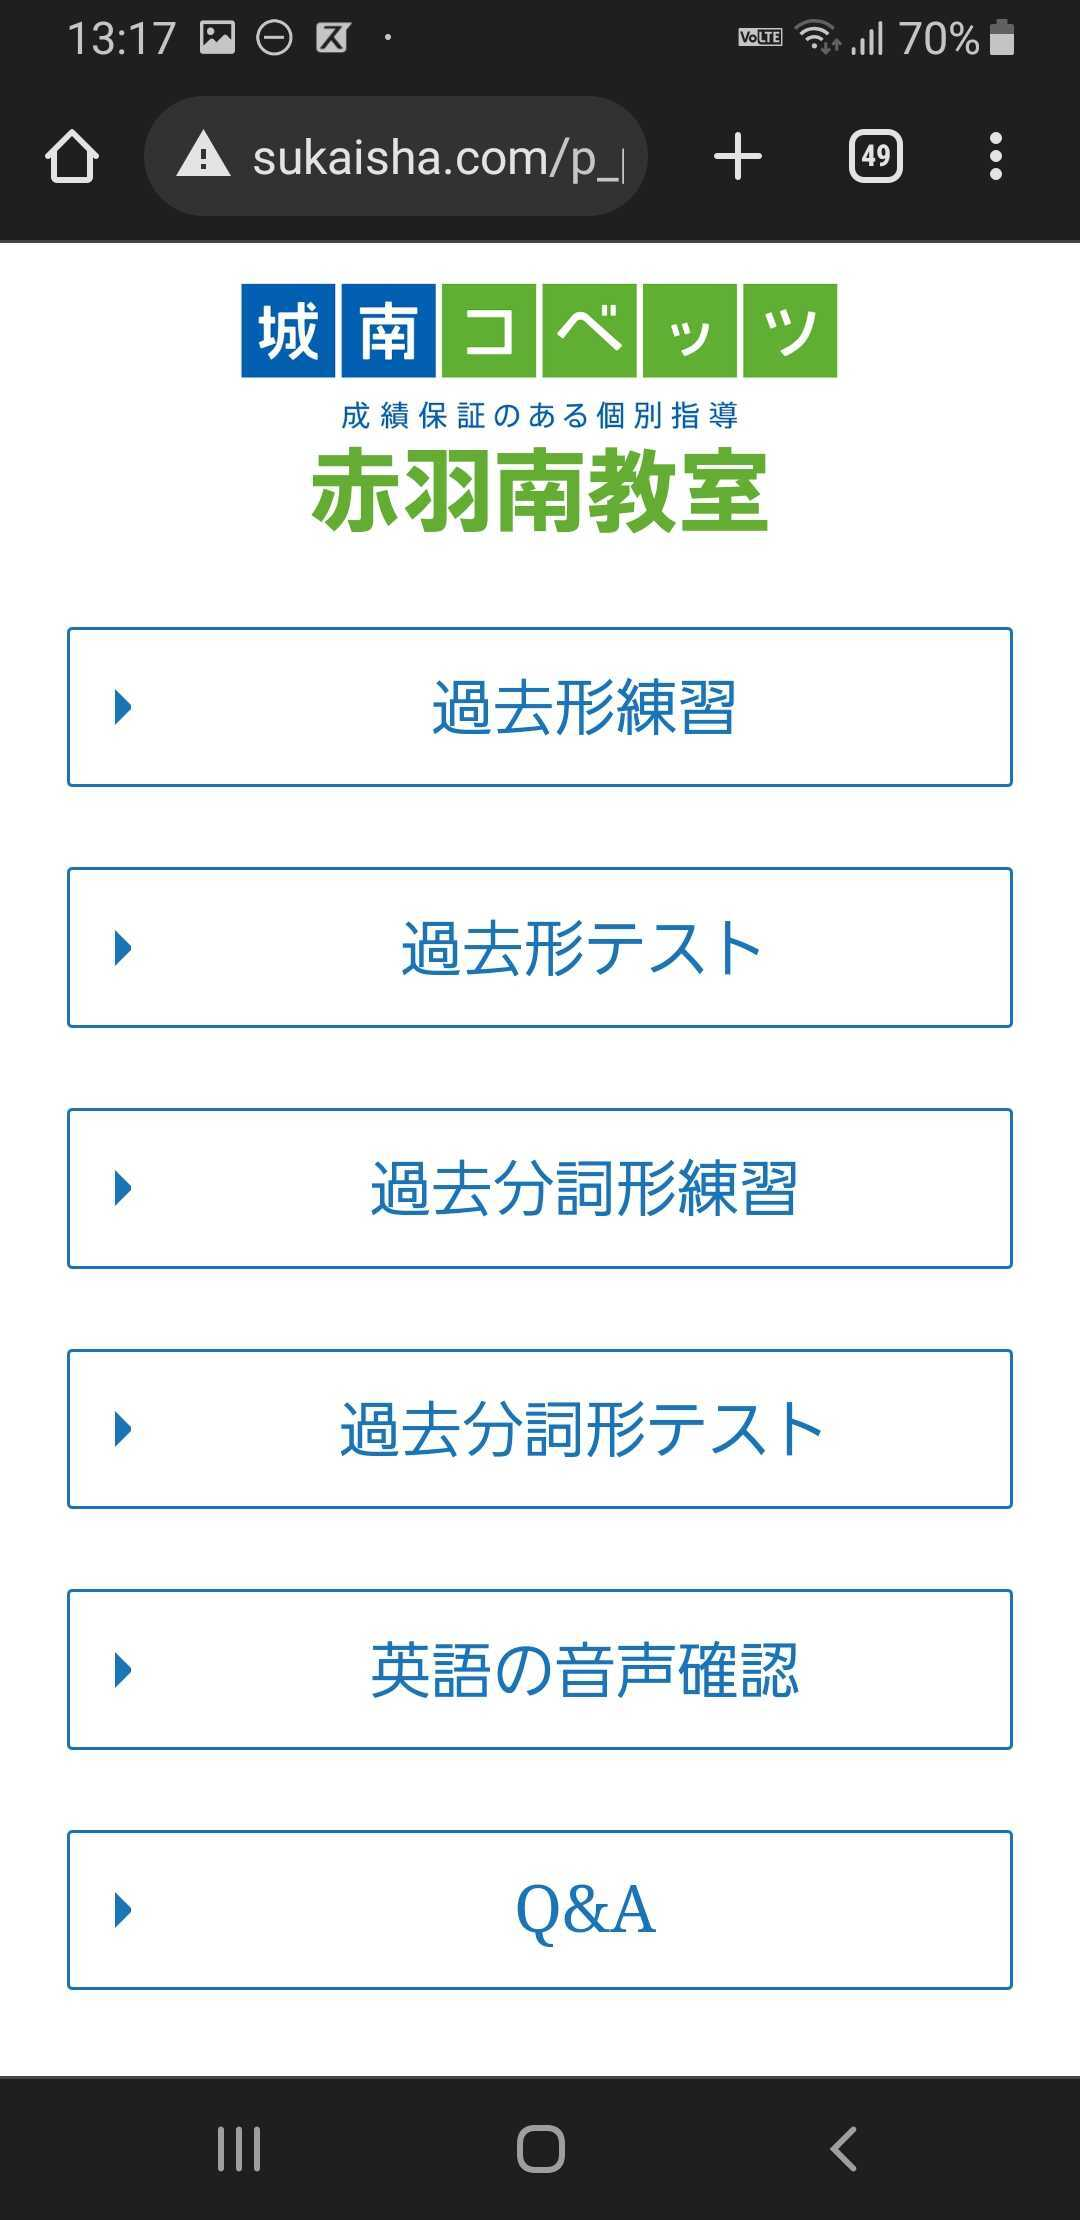 13:17
VoLTE
70%
sukaisha.com/p_
49
城南コベッツ
成績保証のある個別指導
赤羽南教室
過去形練習
過去形テスト
過去分詞形練習
過去分詞形テスト
英語の音声確認
Q&A